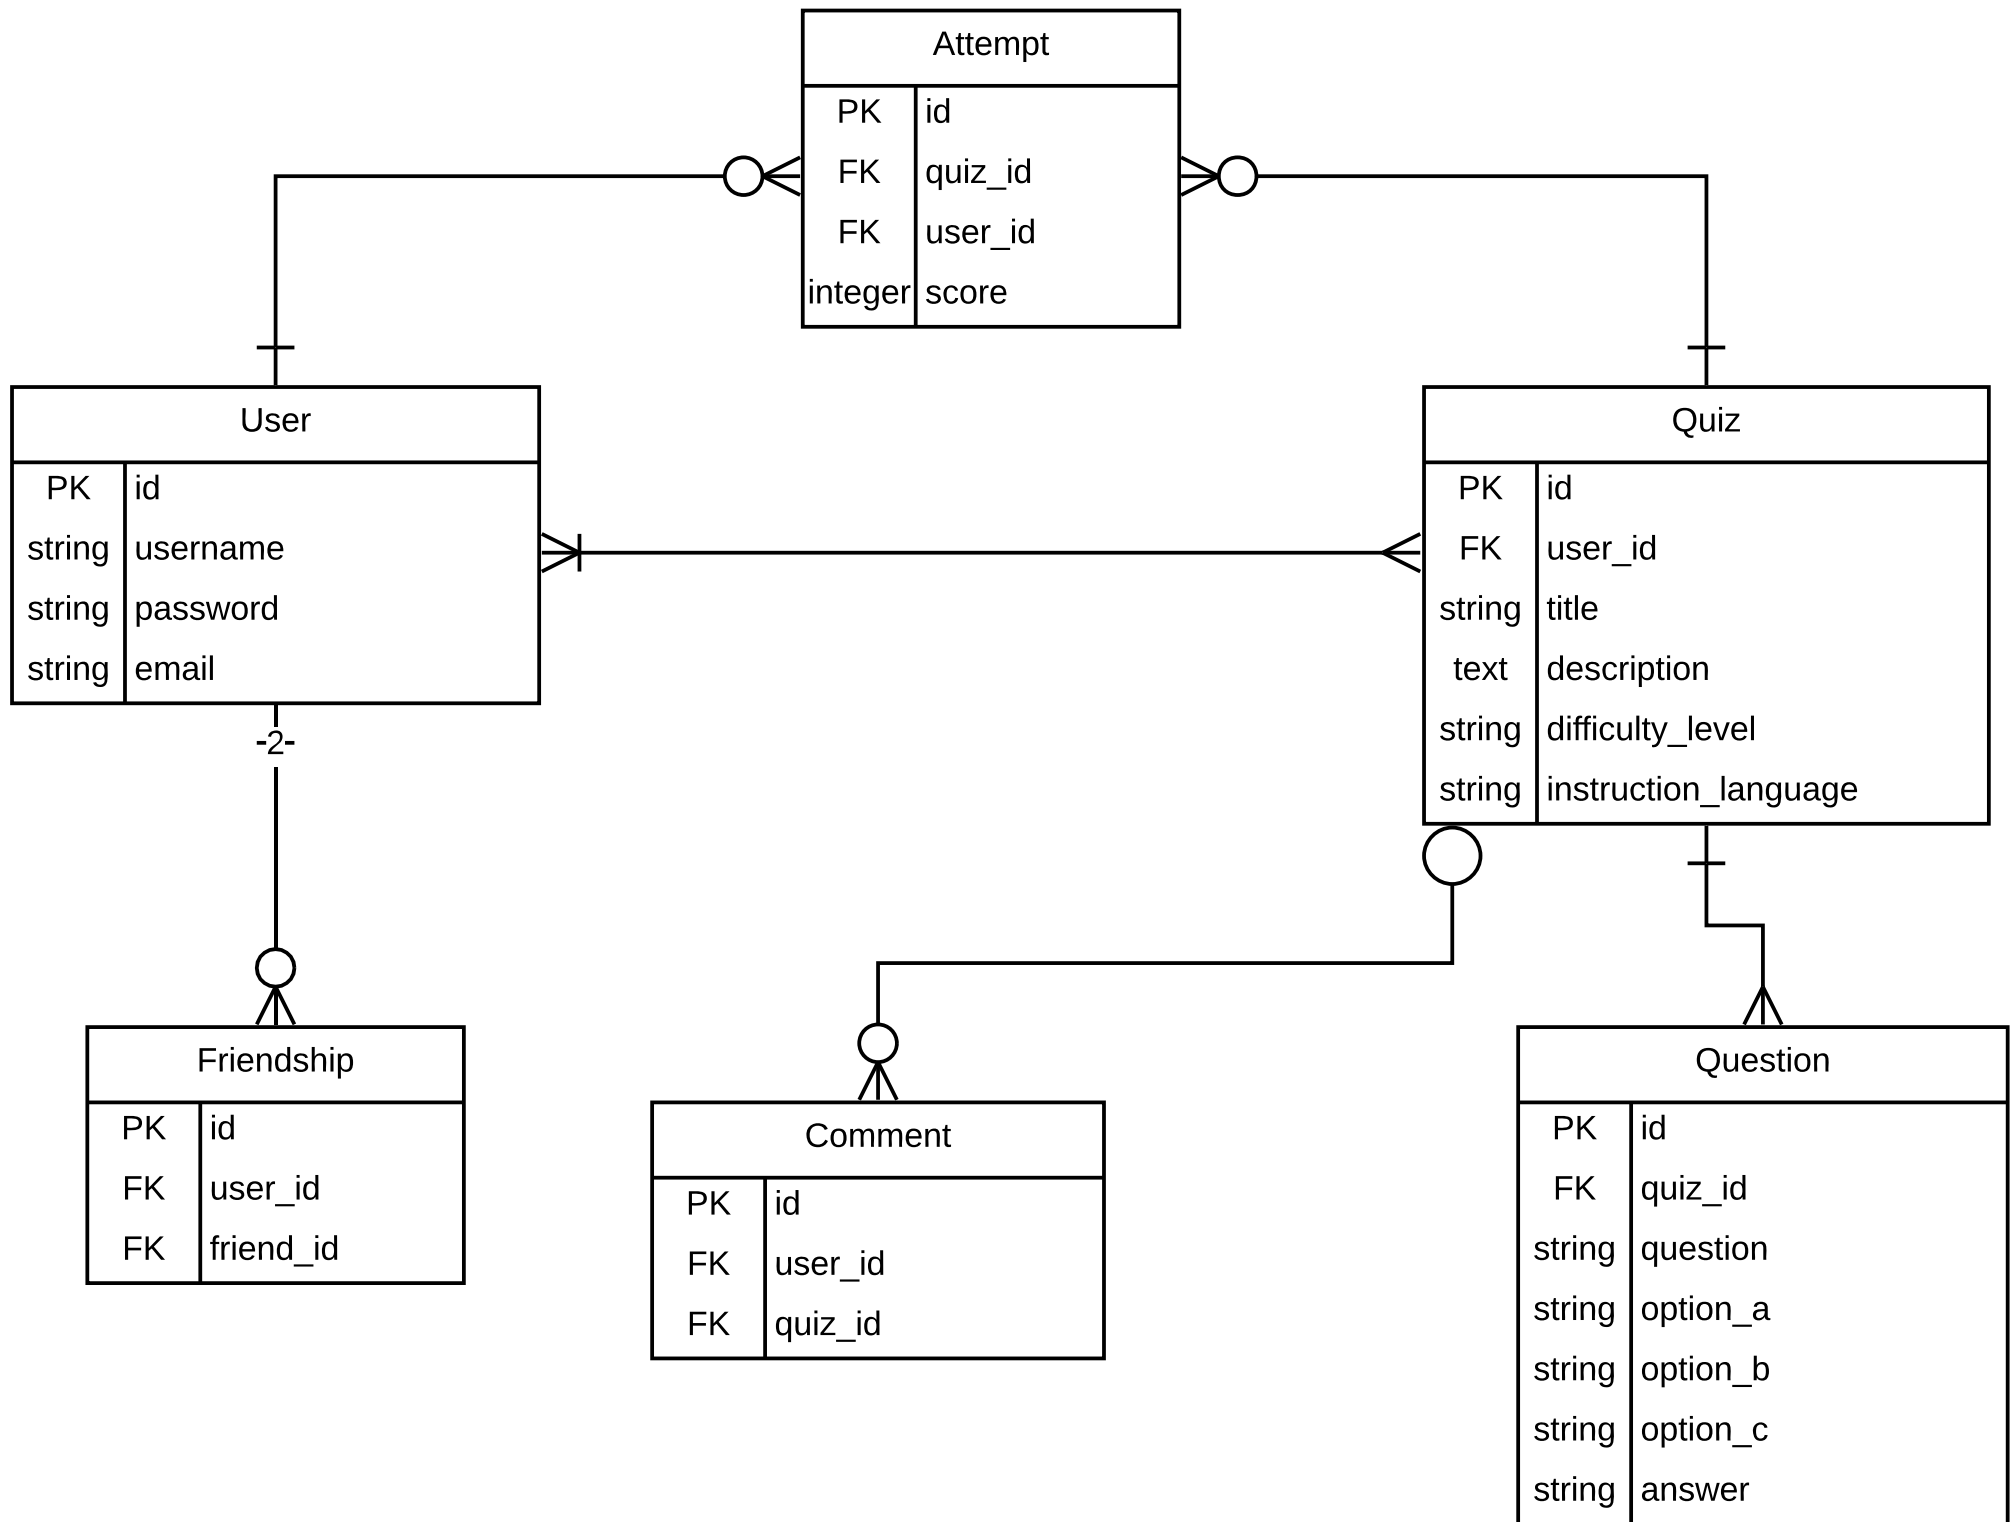 Attempt
PK id
FK quiz_id
FK user_id
integer score
User
PK id
string username
string password
string email
-2-
Quiz
PK id
FK user_id
string title
text description
string difficulty_level
string instruction_language
Friendship
PK id
FK user_id
FK friend_id
Comment
PK id
FK user_id
FK quiz_id
Question
PK id
FK quiz_id
string question
string option_a
string option_b
string option_c
string answer